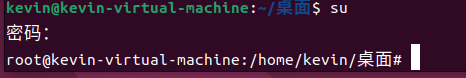 kevin@kevin-virtual-machine:~/桌面$ su
密码：
root@kevin-virtual-machine:/home/kevin/桌面#